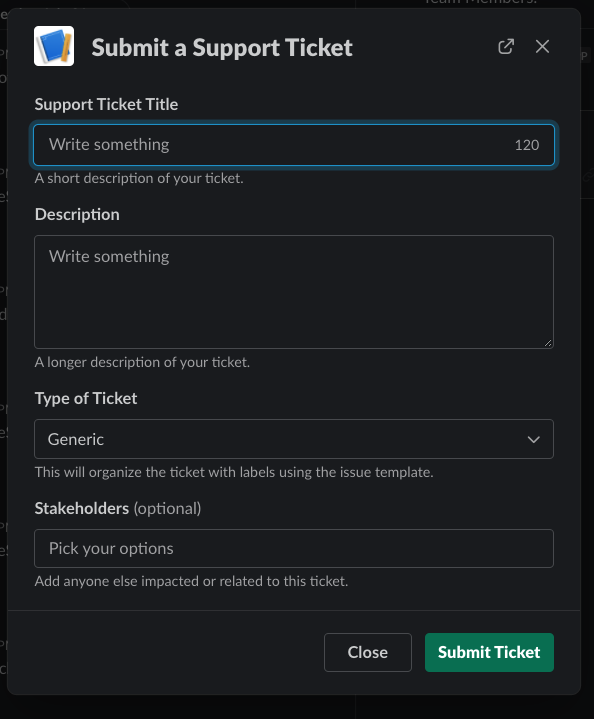 Team Members:
Submit a Support Ticket
Support Ticket Title
Write something
120
A short description of your ticket.
Description
Write something
A longer description of your ticket.
Type of Ticket
Generic
This will organize the ticket with labels using the issue template.
Stakeholders (optional)
Pick your options
Add anyone else impacted or related to this ticket.
Close
Submit Ticket